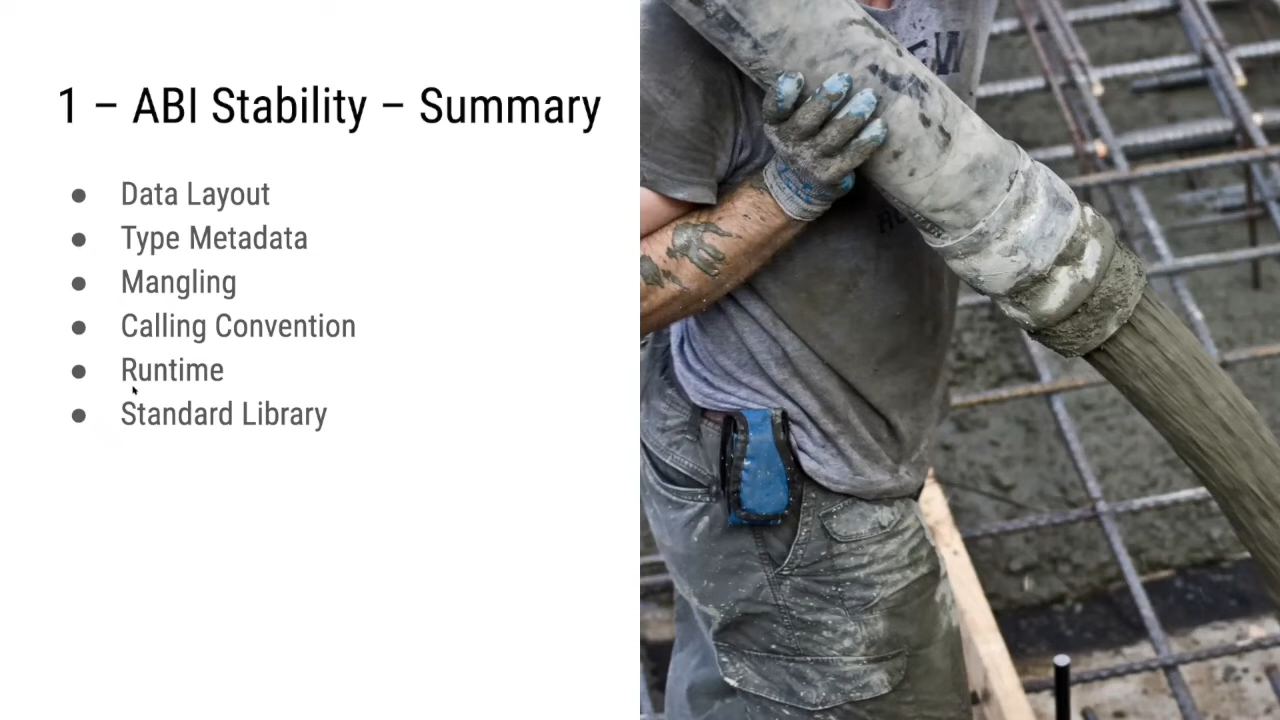 1 – ABI Stability – Summary
● Data Layout
● Type Metadata
● Mangling
● Calling Convention
● Runtime
● Standard Library